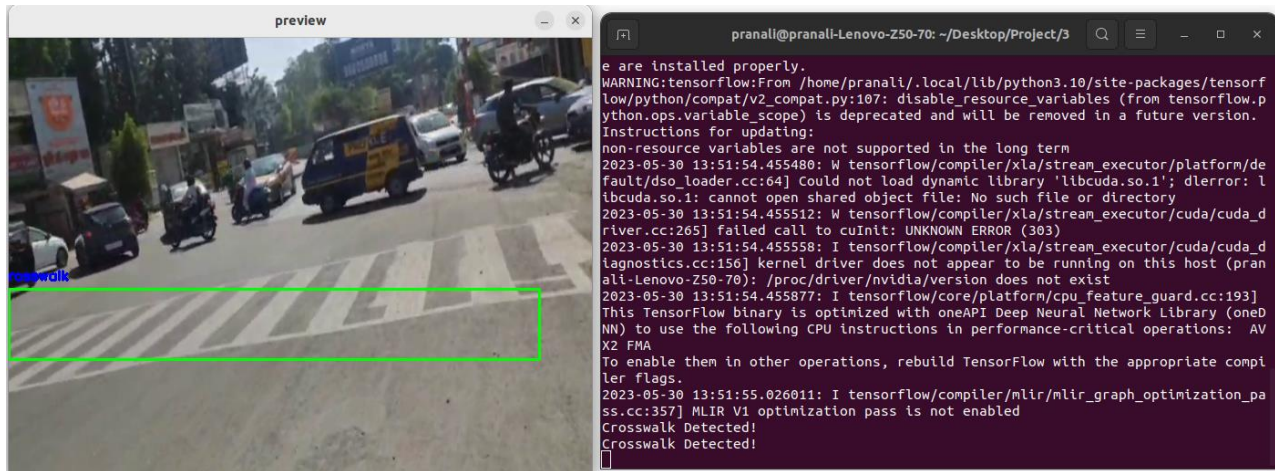 preview
rosswalk
pranali@pranali-Lenovo-Z50-70: ~/Desktop/Project/3
e are installed properly.
WARNING:tensorflow:From /home/pranali/.local/lib/python3.10/site-packages/tensorf
low/python/compat/v2_compat.py:107: disable_resource_variables (from tensorflow.p
ython.ops.variable_scope) is deprecated and will be removed in a future version.
Instructions for updating:
non-resource variables are not supported in the long term
2023-05-30 13:51:54.455480: W tensorflow/compiler/xla/stream_executor/platform/de
fault/dso_loader.cc:64] Could not load dynamic library 'libcuda.so.1'; dlerror: l
ibcuda.so.1: cannot open shared object file: No such file or directory
2023-05-30 13:51:54.455512: W tensorflow/compiler/xla/stream_executor/cuda/cuda_d
river.cc:265] failed call to cuInit: UNKNOWN ERROR (303)
2023-05-30 13:51:54.455558: I tensorflow/compiler/xla/stream_executor/cuda/cuda_d
iagnostics.cc:156] kernel driver does not appear to be running on this host (pran
ali-Lenovo-Z50-70): /proc/driver/nvidia/version does not exist
2023-05-30 13:51:54.455877: I tensorflow/core/platform/cpu_feature_guard.cc:193]
This TensorFlow binary is optimized with oneAPI Deep Neural Network Library (oneD
NN) to use the following CPU instructions in performance-critical operations:  AV
X2 FMA
To enable them in other operations, rebuild TensorFlow with the appropriate compi
ler flags.
2023-05-30 13:51:55.026011: I tensorflow/compiler/mlir/mlir_graph_optimization_pa
ss.cc:357] MLIR V1 optimization pass is not enabled
Crosswalk Detected!
Crosswalk Detected!